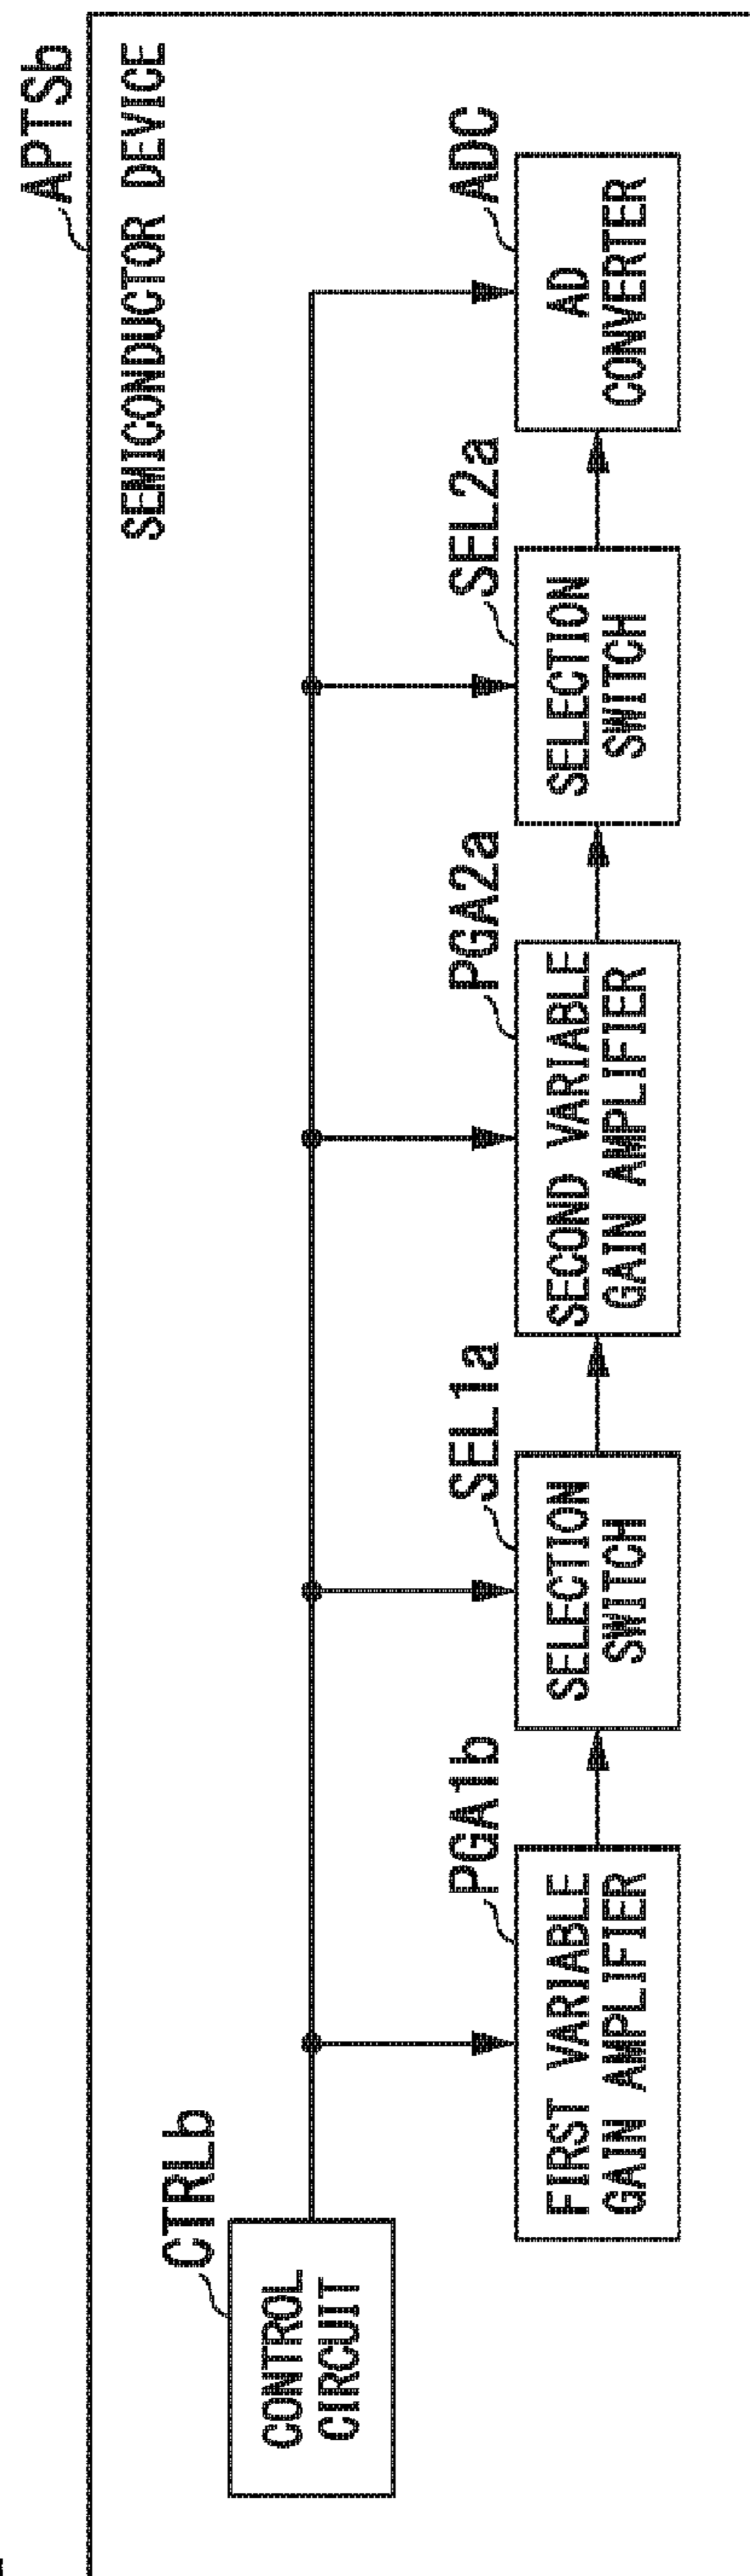 APTSb
SEMICONDUCTOR DEVICE
CTRLb
CONTROL
CIRCUIT
PGA1b
FIRST VARIABLE
GAIN AMPLIFIER
SEL1a
SELECTION
SWITCH
PGA2a
SECOND VARIABLE
GAIN AMPLIFIER
SEL2a
SELECTION
SWITCH
ADC
AD
CONVERTER